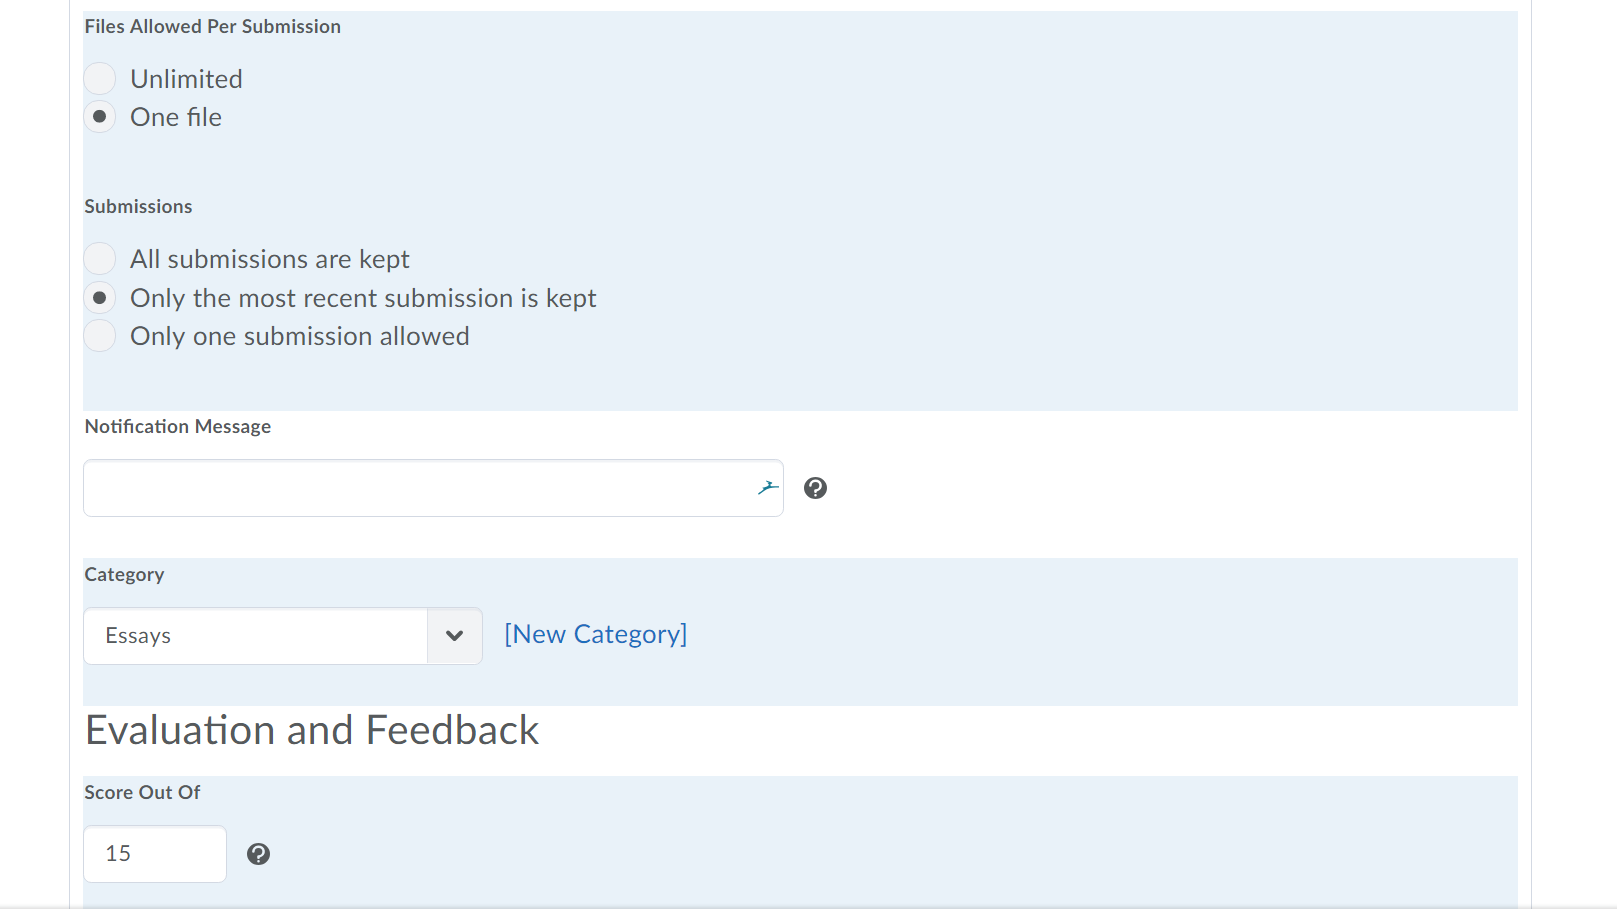 Files Allowed Per Submission
Unlimited
One file
Submissions
All submissions are kept
Only the most recent submission is kept
Only one submission allowed
Notification Message
Category
Essays
[New Category]
Evaluation and Feedback
Score Out Of
15